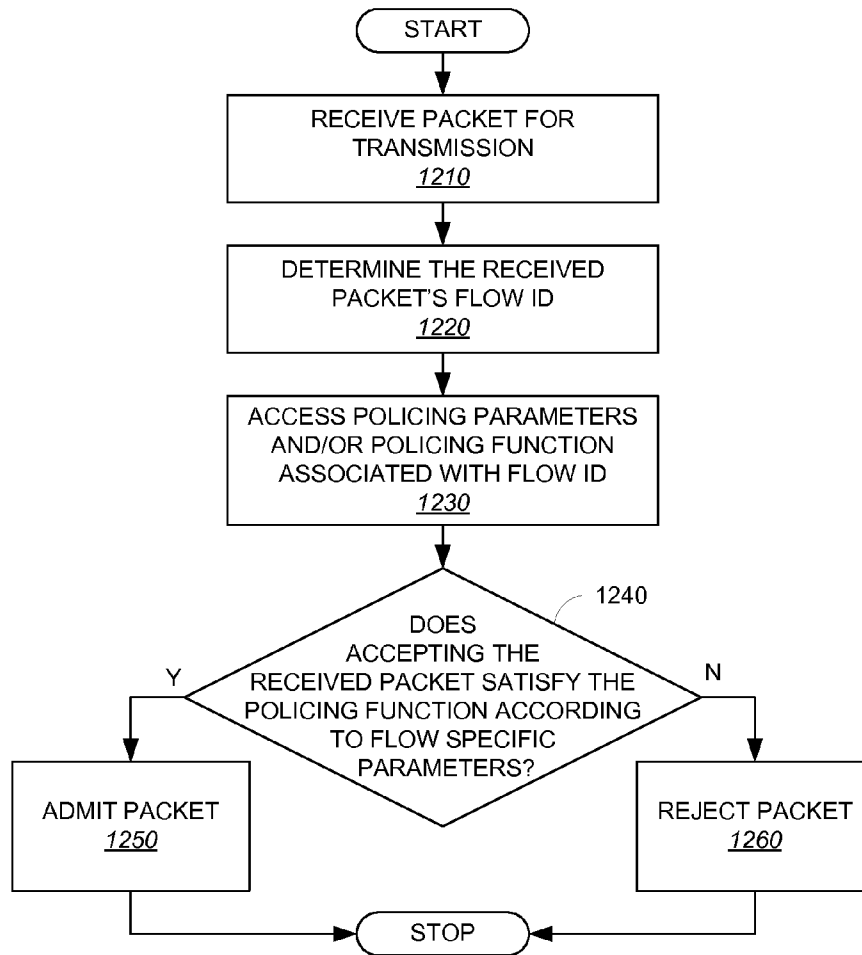 START
RECEIVE PACKET FOR
TRANSMISSION
1210
DETERMINE THE RECEIVED
PACKET'S FLOW ID
1220
ACCESS POLICING PARAMETERS
AND/OR POLICING FUNCTION
ASSOCIATED WITH FLOW ID
1230
1240
DOES
ACCEPTING THE
RECEIVED PACKET SATISFY THE
POLICING FUNCTION ACCORDING
TO FLOW SPECIFIC
PARAMETERS?
Y
N
ADMIT PACKET
1250
REJECT PACKET
1260
STOP